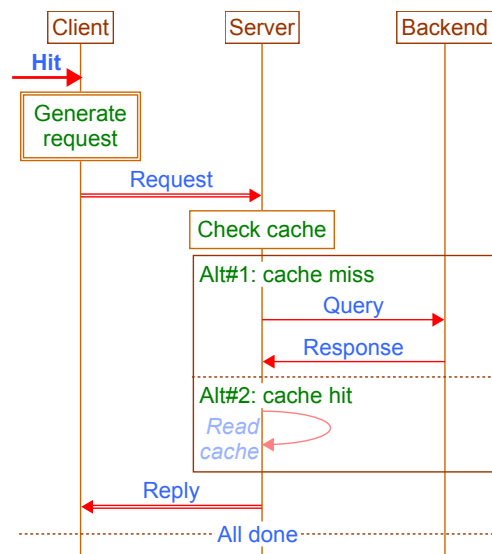 Client Server Backend
Hit
Generate
request
Request
Check cache
Alt#1: cache miss
Query
Response
Alt#2: cache hit
Read
cache
Reply
All done